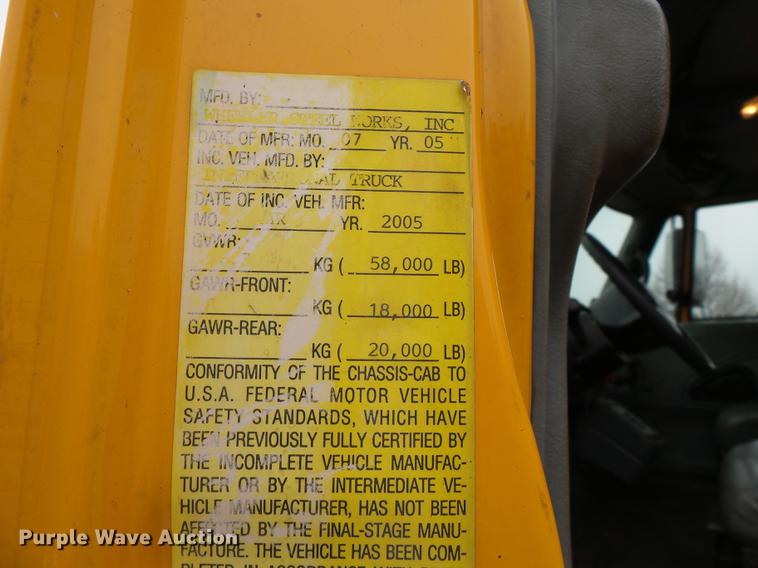 MFD. BY:
WHEELER STEEL WORKS, INC
DATE OF MFR: MO. 07 YR. 05
INC. VEH. MFD. BY:
INTERNATIONAL TRUCK
DATE OF INC. VEH. MFR:
MO. YR. 2005
GVWR:
KG ( 58,000 LB)
GAWR-FRONT:
KG ( 18,000 LB)
GAWR-REAR:
KG ( 20,000 LB)
CONFORMITY OF THE CHASSIS-CAB TO
U.S.A. FEDERAL MOTOR VEHICLE
SAFETY STANDARDS, WHICH HAVE
BEEN PREVIOUSLY FULLY CERTIFIED BY
THE INCOMPLETE VEHICLE MANUFAC-
TURER OR BY THE INTERMEDIATE VE-
HICLE MANUFACTURER, HAS NOT BEEN
AFFECTED BY THE FINAL-STAGE MANU-
FACTURE. THE VEHICLE HAS BEEN COM-
PLETED IN ACCORDANCE WITH
Purple Wave Auction